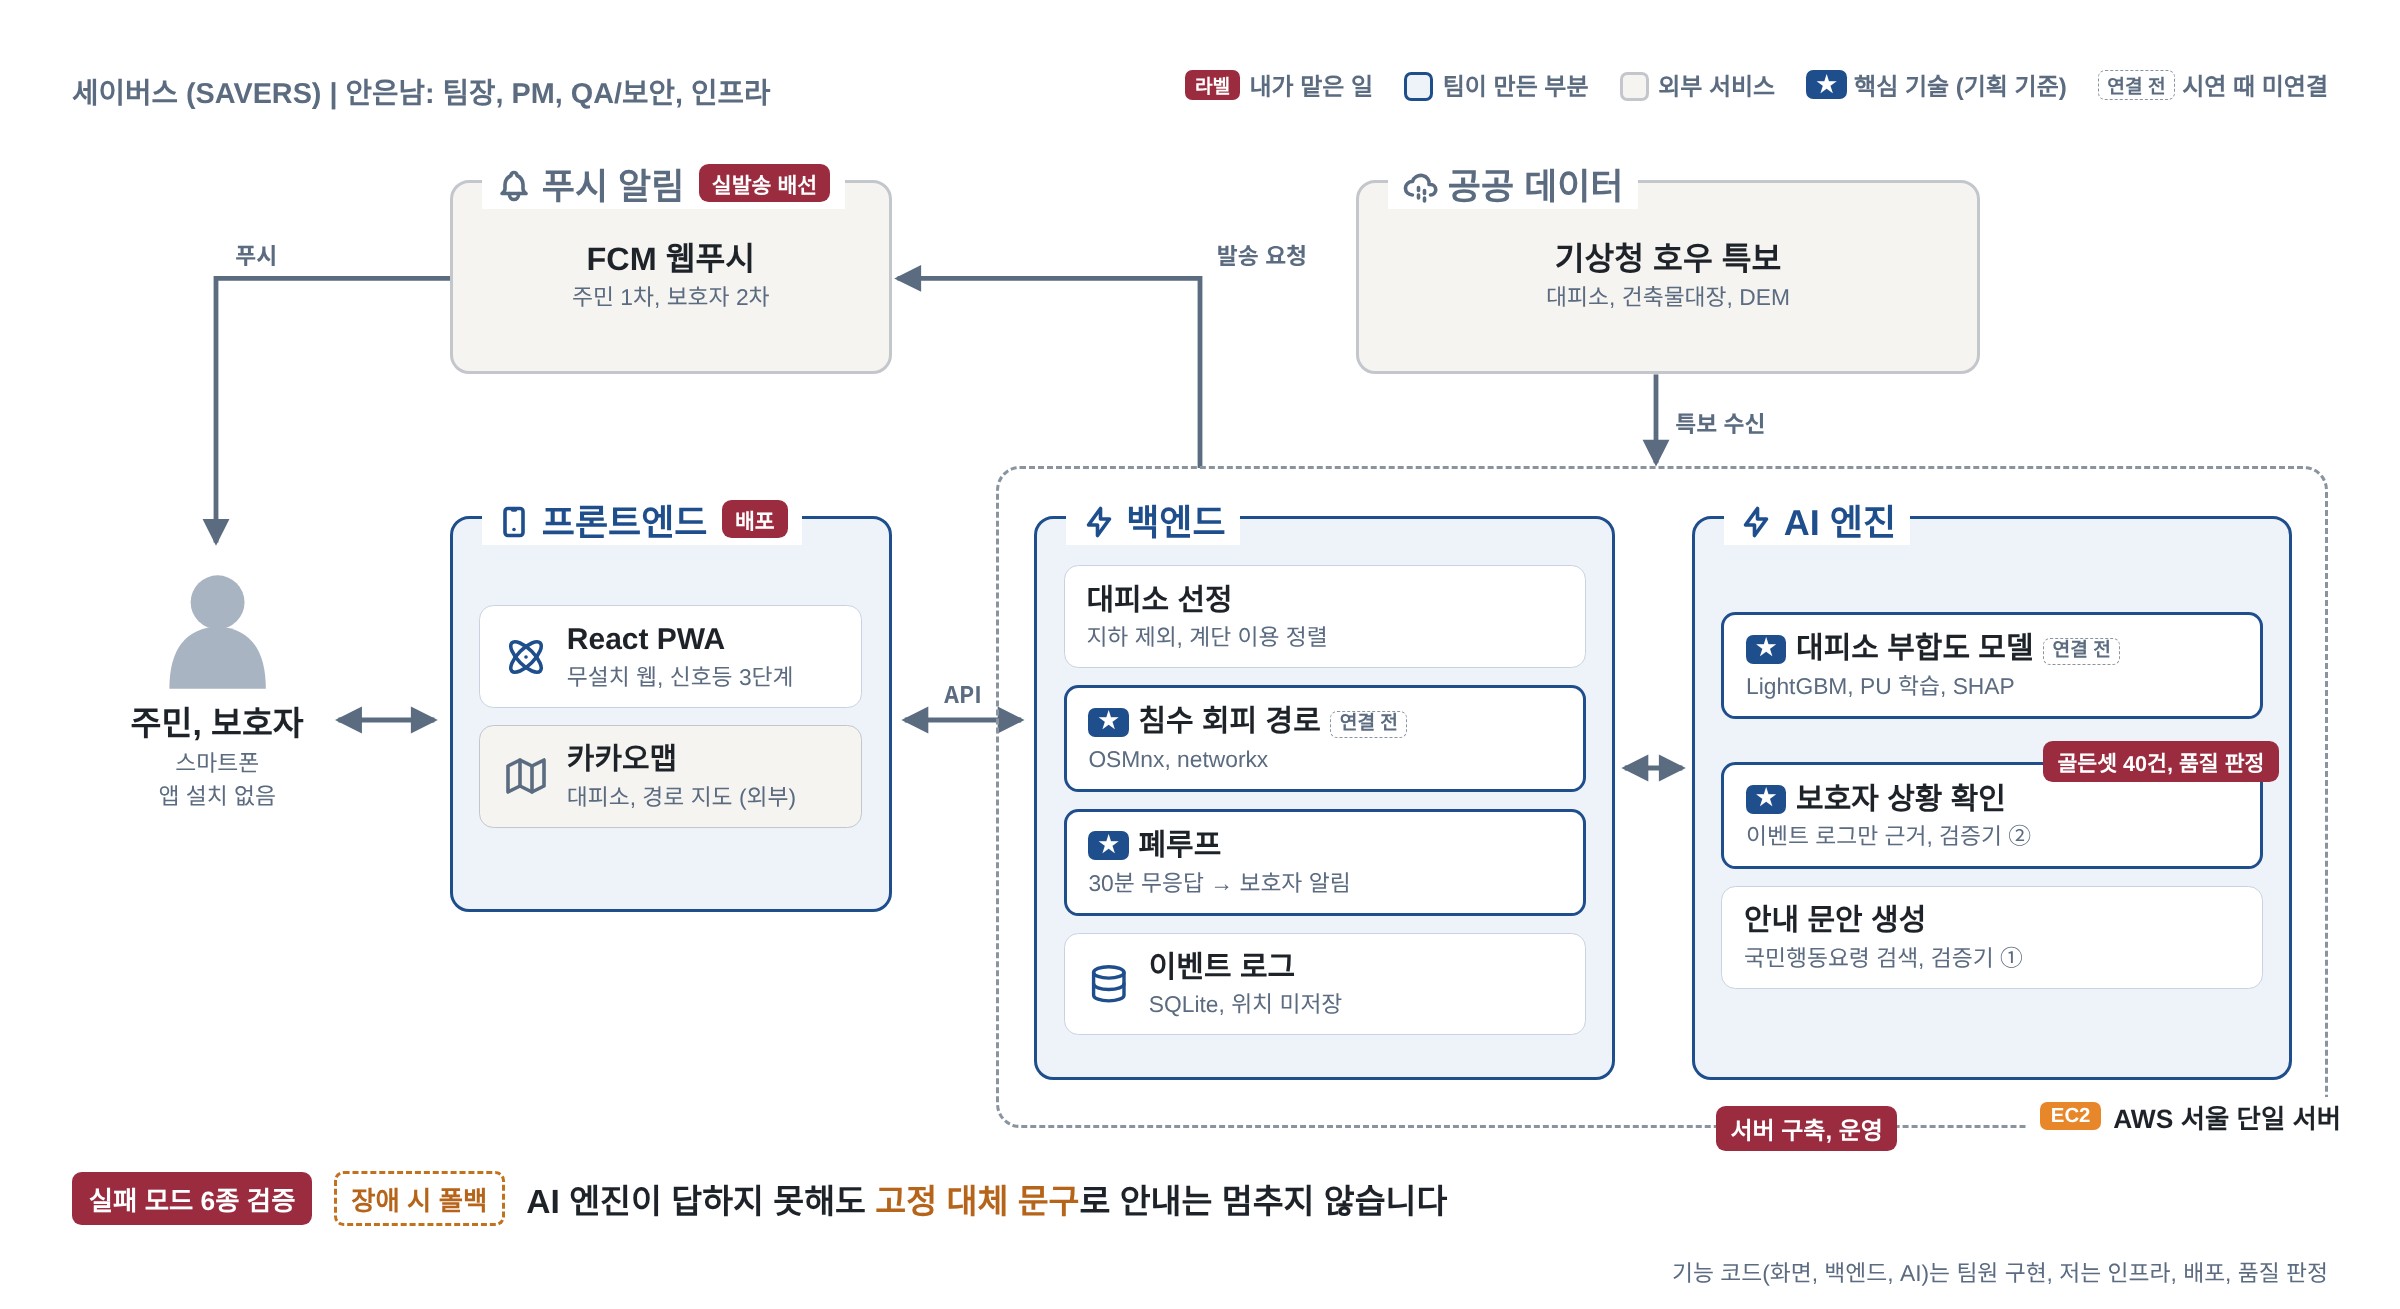 세이버스 (SAVERS) | 안은남: 팀장, PM, QA/보안, 인프라
라벨 내가 맡은 일
팀이 만든 부분
외부 서비스
★ 핵심 기술 (기획 기준)
연결 전 시연 때 미연결
푸시 알림 실발송 배선
FCM 웹푸시
주민 1차, 보호자 2차
공공 데이터
기상청 호우 특보
대피소, 건축물대장, DEM
푸시
발송 요청
특보 수신
주민, 보호자
스마트폰
앱 설치 없음
프론트엔드 배포
React PWA
무설치 웹, 신호등 3단계
카카오맵
대피소, 경로 지도 (외부)
API
백엔드
대피소 선정
지하 제외, 계단 이용 정렬
★ 침수 회피 경로 연결 전
OSMnx, networkx
★ 폐루프
30분 무응답 → 보호자 알림
이벤트 로그
SQLite, 위치 미저장
AI 엔진
★ 대피소 부합도 모델 연결 전
LightGBM, PU 학습, SHAP
골든셋 40건, 품질 판정
★ 보호자 상황 확인
이벤트 로그만 근거, 검증기 ②
안내 문안 생성
국민행동요령 검색, 검증기 ①
서버 구축, 운영
EC2 AWS 서울 단일 서버
실패 모드 6종 검증
장애 시 폴백
AI 엔진이 답하지 못해도 고정 대체 문구로 안내는 멈추지 않습니다
기능 코드(화면, 백엔드, AI)는 팀원 구현, 저는 인프라, 배포, 품질 판정